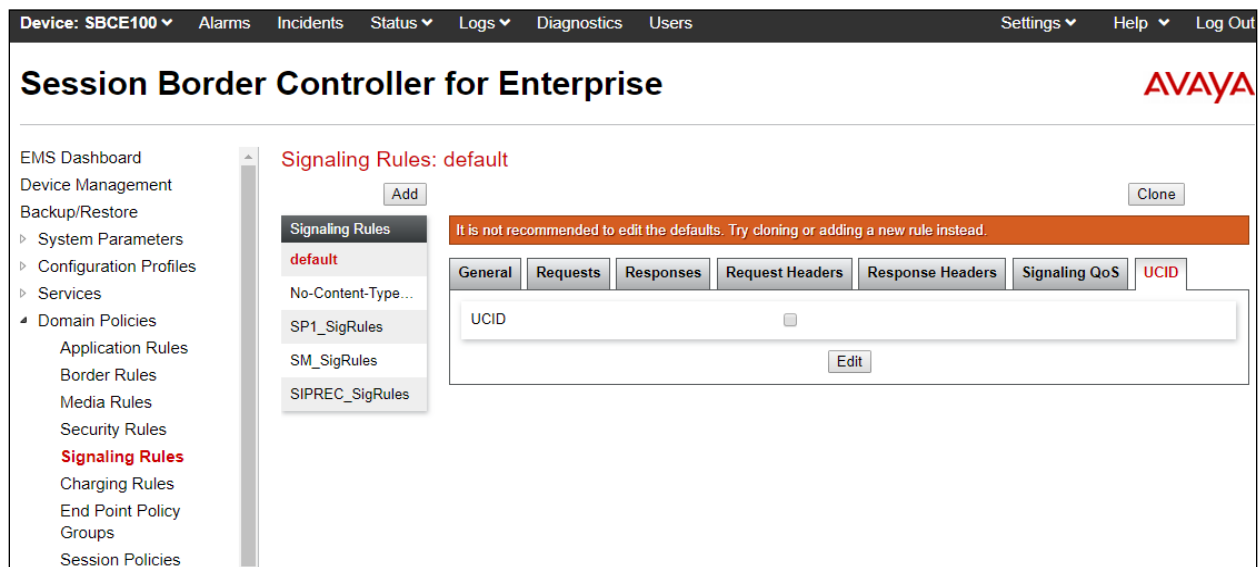 Device: SBCE100 Alarms Incidents Status Logs Diagnostics Users Settings Help Log Out
Session Border Controller for Enterprise
AVAYA
EMS Dashboard
Device Management
Backup/Restore
System Parameters
Configuration Profiles
Services
Domain Policies
Application Rules
Border Rules
Media Rules
Security Rules
Signaling Rules
Charging Rules
End Point Policy
Groups
Session Policies
Signaling Rules: default
Add
Clone
Signaling Rules
default
No-Content-Type...
SP1_SigRules
SM_SigRules
SIPREC_SigRules
It is not recommended to edit the defaults. Try cloning or adding a new rule instead.
General Requests Responses Request Headers Response Headers Signaling QoS UCID
UCID
Edit